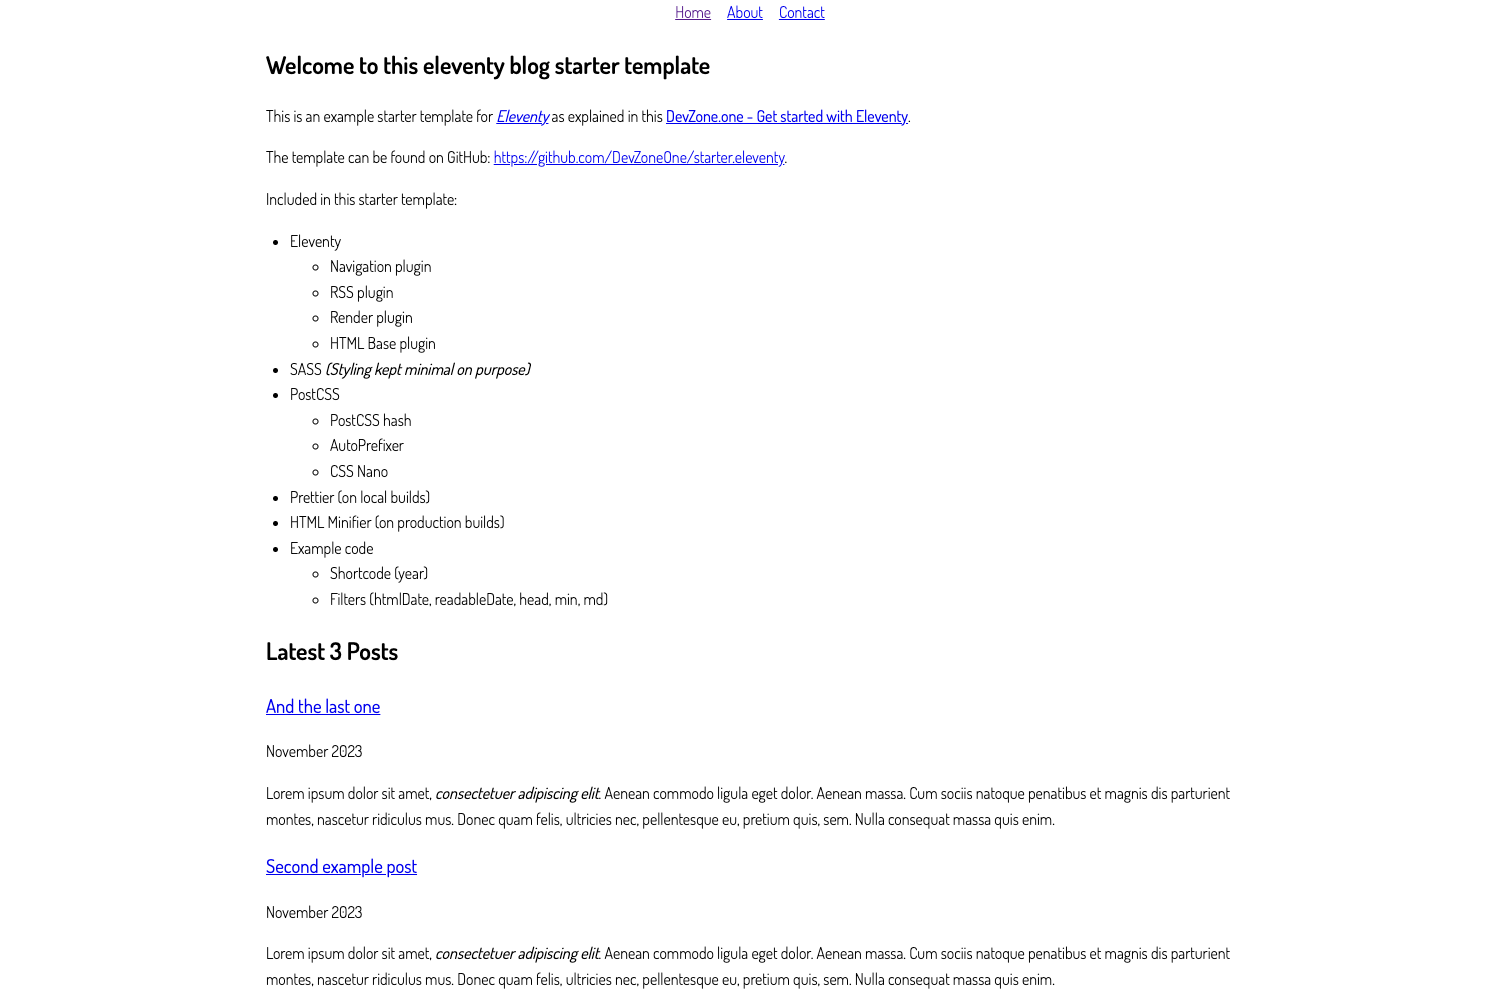 Home About Contact
Welcome to this eleventy blog starter template
This is an example starter template for Eleventy as explained in this DevZone.one - Get started with Eleventy.
The template can be found on GitHub: https://github.com/DevZoneOne/starter.eleventy.
Included in this starter template:
Eleventy
Navigation plugin
RSS plugin
Render plugin
HTML Base plugin
SASS (Styling kept minimal on purpose)
PostCSS
PostCSS hash
AutoPrefixer
CSS Nano
Prettier (on local builds)
HTML Minifier (on production builds)
Example code
Shortcode (year)
Filters (htmlDate, readableDate, head, min, md)
Latest 3 Posts
And the last one
November 2023
Lorem ipsum dolor sit amet, consectetuer adipiscing elit. Aenean commodo ligula eget dolor. Aenean massa. Cum sociis natoque penatibus et magnis dis parturient
montes, nascetur ridiculus mus. Donec quam felis, ultricies nec, pellentesque eu, pretium quis, sem. Nulla consequat massa quis enim.
Second example post
November 2023
Lorem ipsum dolor sit amet, consectetuer adipiscing elit. Aenean commodo ligula eget dolor. Aenean massa. Cum sociis natoque penatibus et magnis dis parturient
montes, nascetur ridiculus mus. Donec quam felis, ultricies nec, pellentesque eu, pretium quis, sem. Nulla consequat massa quis enim.